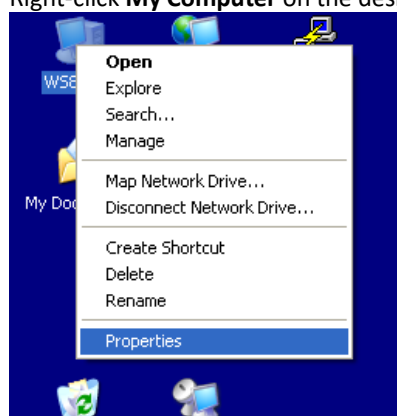 Right-click My Computer on the des
WS8
Open
Explore
Search...
Manage
Map Network Drive...
My Doc
Disconnect Network Drive...
Create Shortcut
Delete
Rename
Properties